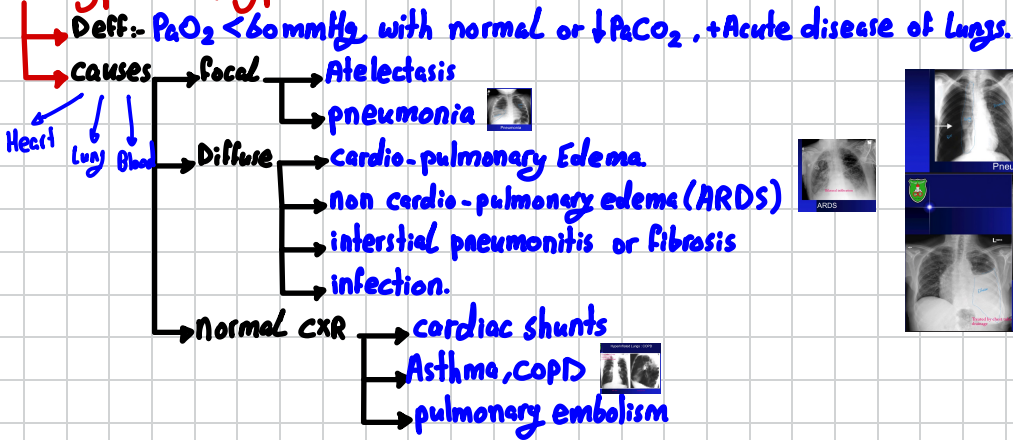 Deff:- PaO2 <60mmHg with normal or ↓PaCO2, +Acute disease of Lungs.
causes
focal
Atelectasis
pneumonia
Pneumonia
Heart
Lung
Blood
Diffuse
cardio-pulmonary Edema.
non cardio-pulmonary edema (ARDS)
ARDS
interstial pneumonitis or fibrosis
infection.
normal CXR
cardiac shunts
Asthma, COPD
pulmonary embolism
Pneu